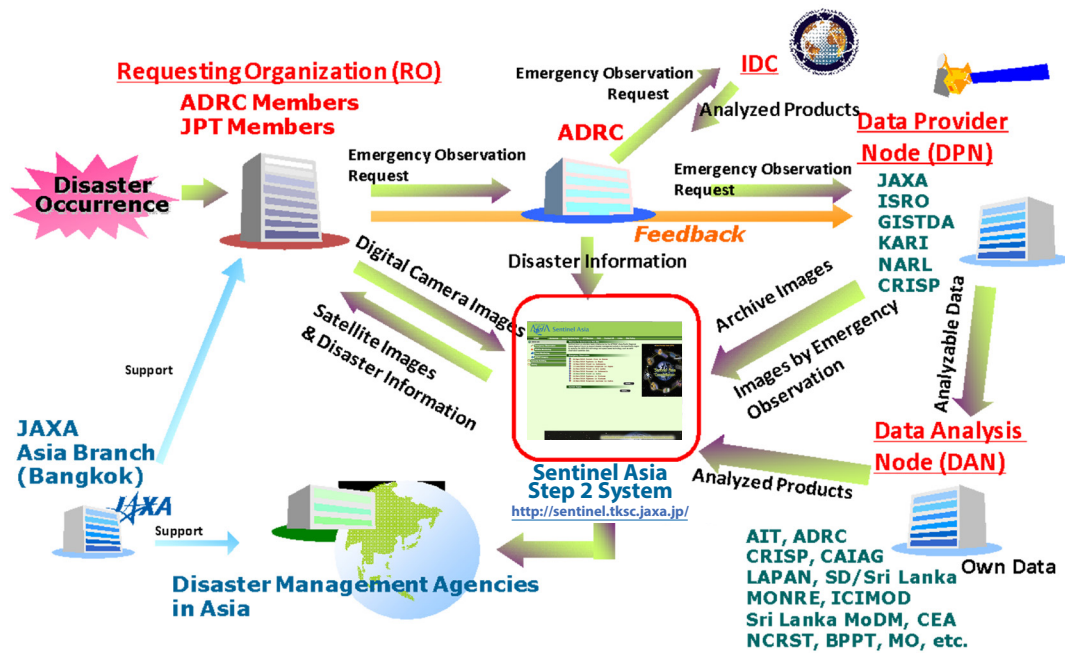 Requesting Organization (RO)
ADRC Members
JPT Members
Disaster
Occurrence
Emergency Observation
Request
ADRC
Emergency Observation
Request
IDC
Analyzed Products
Emergency Observation
Request
Data Provider
Node (DPN)
JAXA
ISRO
GISTDA
KARI
NARL
CRISP
Feedback
Disaster Information
Digital Camera Images
Satellite Images
& Disaster Information
Archive Images
Images by Emergency
Observation
Analyzable Data
Sentinel Asia
Support
JAXA
Asia Branch
(Bangkok)
JAXA
Support
Sentinel Asia
Step 2 System
http://sentinel.tksc.jaxa.jp/
Analyzed Products
Data Analysis
Node (DAN)
Own Data
AIT, ADRC
CRISP, CAIAG
LAPAN, SD/Sri Lanka
MONRE, ICIMOD
Sri Lanka MoDM, CEA
NCRST, BPPT, MO, etc.
Disaster Management Agencies
in Asia